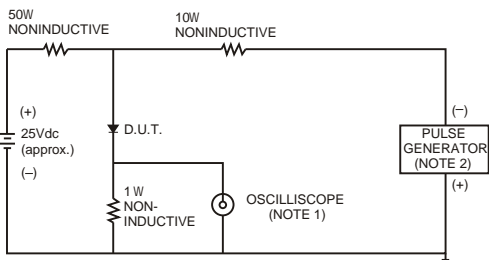 50W
NONINDUCTIVE
10W
NONINDUCTIVE
(+)
25Vdc
(approx.)
(–)
D.U.T.
1 W
NON-
INDUCTIVE
OSCILLISCOPE
(NOTE 1)
(–)
PULSE
GENERATOR
(NOTE 2)
(+)